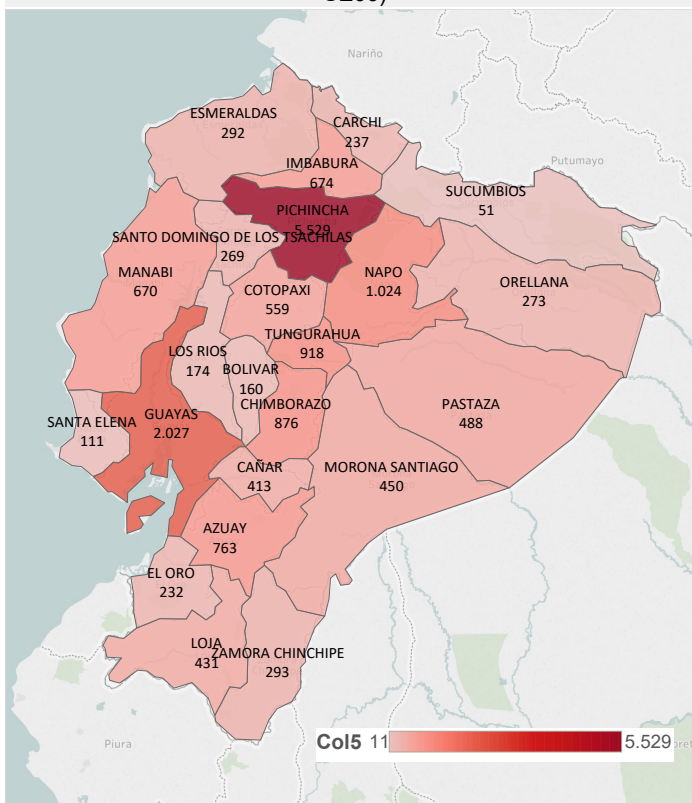 Nariño
ESMERALDAS
292
CARCHI
237
IMBABURA
674
Putumayo
SUCUMBIOS
51
PICHINCHA
5.529
SANTO DOMINGO DE LOS TSACHILAS
269
MANABI
670
NAPO
1.024
ORELLANA
273
COTOPAXI
559
TUNGURAHUA
918
LOS RIOS
174
BOLIVAR
160
CHIMBORAZO
876
PASTAZA
488
SANTA ELENA
111
GUAYAS
2.027
CAÑAR
413
MORONA SANTIAGO
450
AZUAY
763
EL ORO
232
LOJA
431
ZAMORA CHINCHIPE
293
Piura
Col5 11 5.529